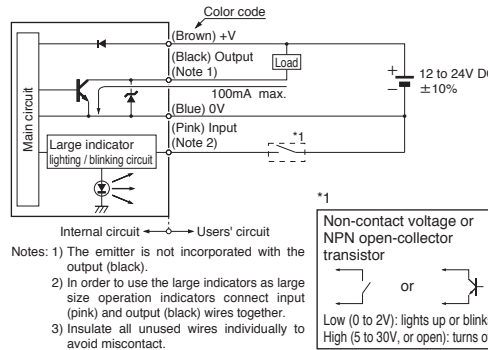 Color code
(Brown) +V
(Black) Output
(Note 1)
Load
100mA max.
+
−
12 to 24V DC
±10%
(Blue) 0V
(Pink) Input
(Note 2)
*1
Main circuit
Large indicator
lighting / blinking circuit
Internal circuit
Users' circuit
Notes: 1) The emitter is not incorporated with the
output (black).
2) In order to use the large indicators as large
size operation indicators connect input
(pink) and output (black) wires together.
3) Insulate all unused wires individually to
avoid miscontact.
*1
Non-contact voltage or
NPN open-collector
transistor
or
Low (0 to 2V): lights up or blinks
High (5 to 30V, or open): turns